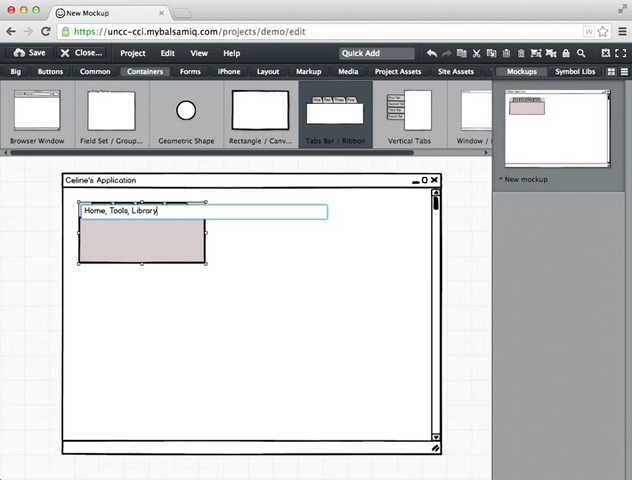 New Mockup
https://uncc-cci.mybalsamiq.com/projects/demo/edit
Save Close... Project Edit View Help Quick Add
Big Buttons Common Containers Forms iPhone Layout Markup Media Project Assets Site Assets Mockups Symbol Libs
Browser Window Field Set / Group... Geometric Shape Rectangle / Canv... Tabs Bar / Ribbon Vertical Tabs Window /
* New mockup
Celine's Application
Home, Tools, Library